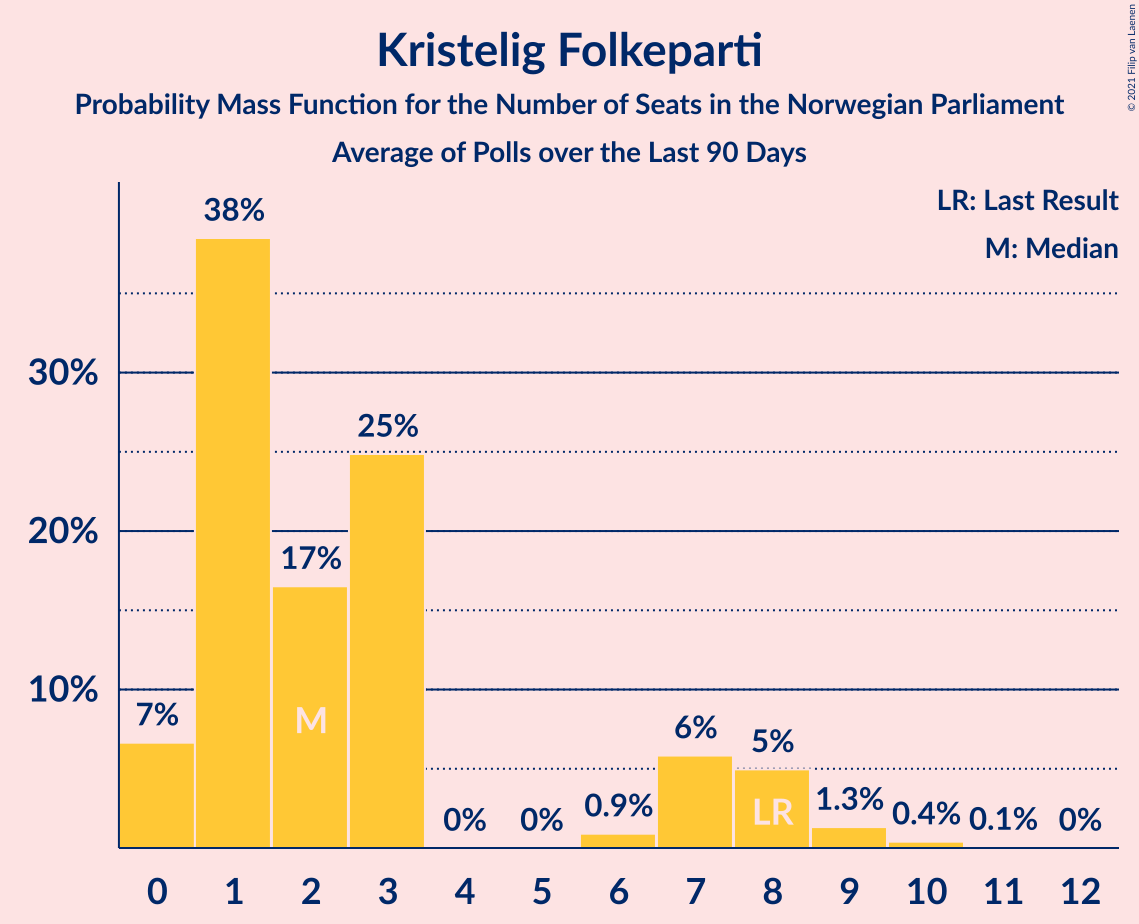 Kristelig Folkeparti
Probability Mass Function for the Number of Seats in the Norwegian Parliament
Average of Polls over the Last 90 Days
© 2021 Filip van Laenen
LR: Last Result
M: Median
30%
20%
10%
7%
38%
17%
25%
0%
0%
0.9%
6%
5%
1.3%
0.4%
0.1%
0%
M
LR
0 1 2 3 4 5 6 7 8 9 10 11 12